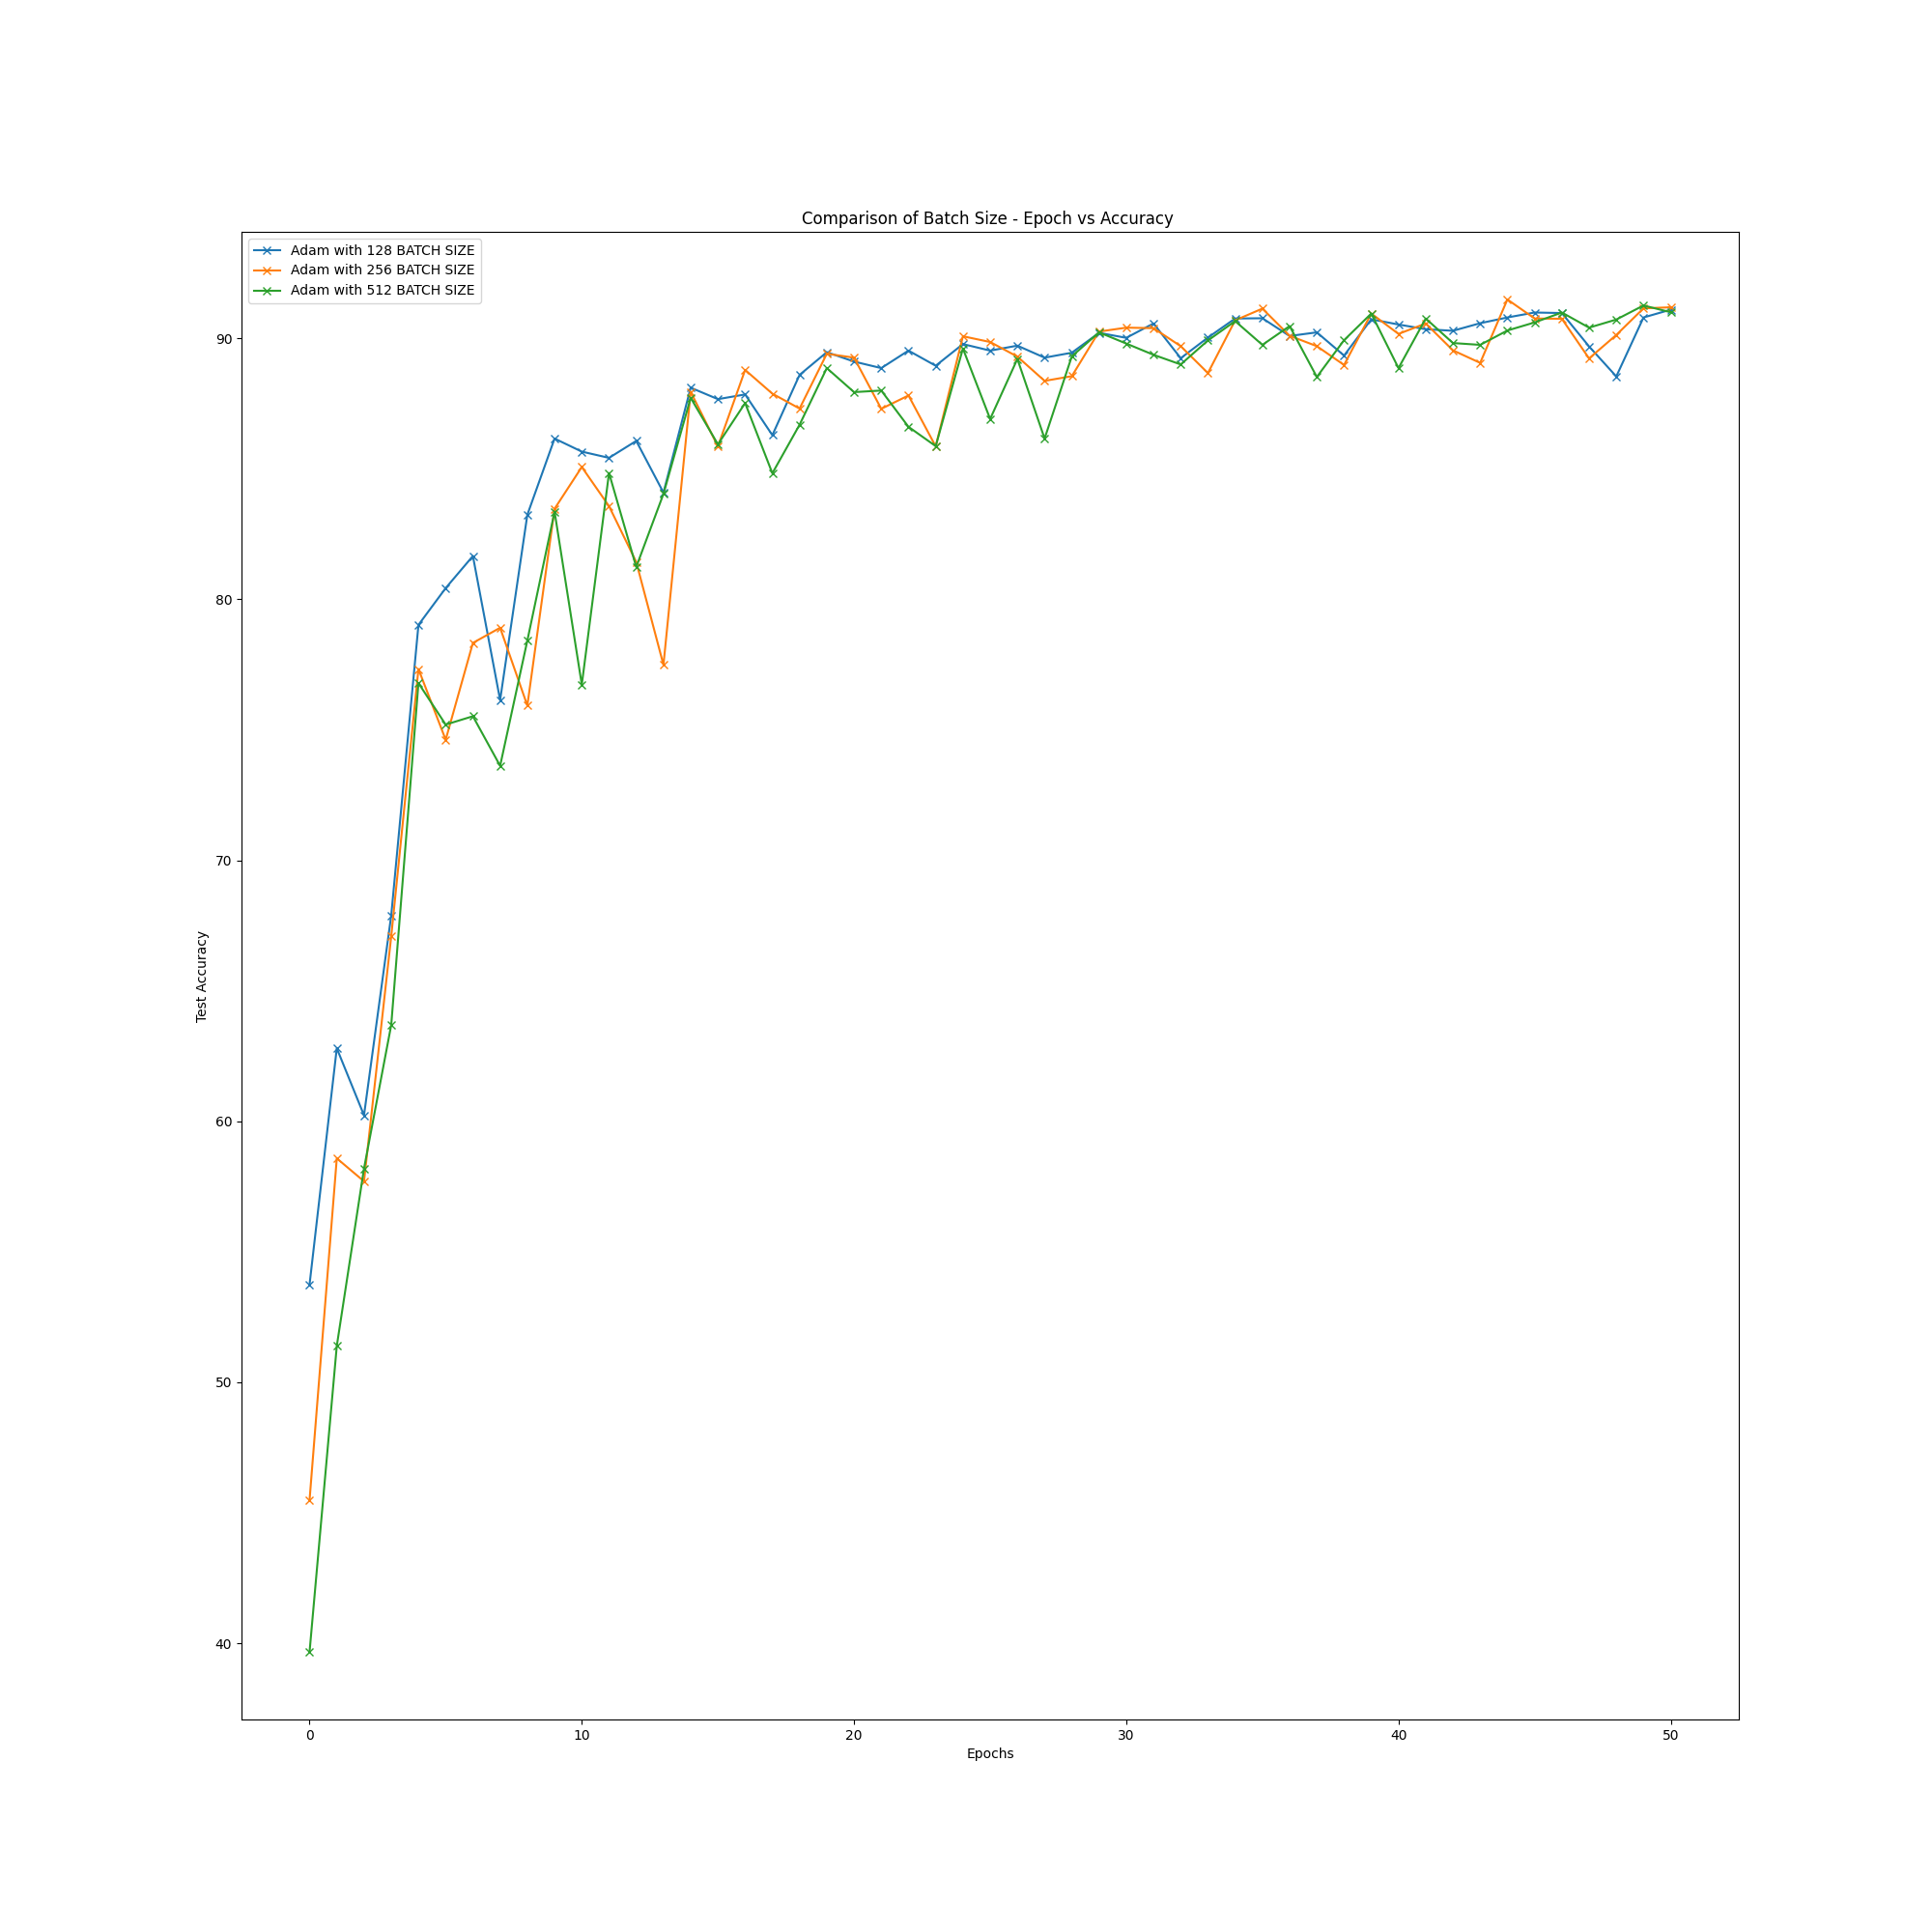 Comparison of Batch Size - Epoch vs Accuracy
Adam with 128 BATCH SIZE
Adam with 256 BATCH SIZE
Adam with 512 BATCH SIZE
90
80
70
60
50
40
Test Accuracy
0 10 20 30 40 50
Epochs